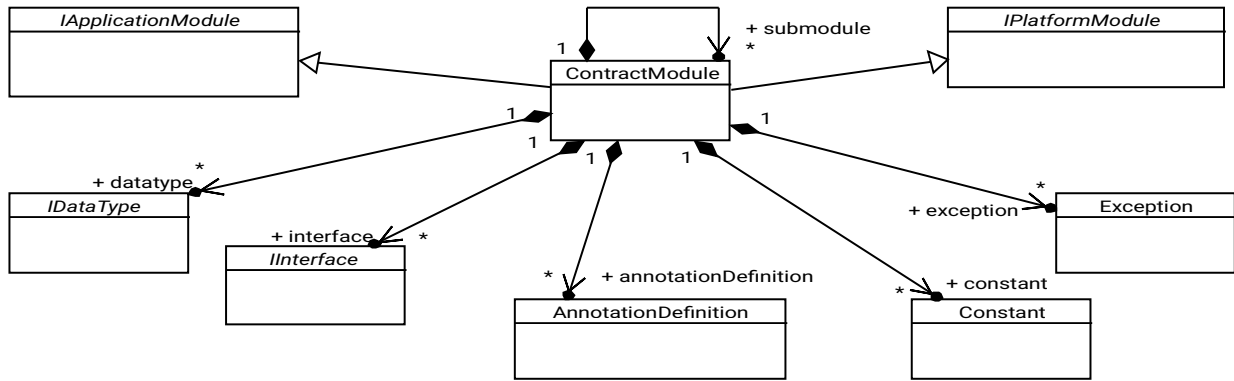 IApplicationModule
IPlatformModule
+ submodule
1
*
ContractModule
1
1
1
1
1
*
*
+ datatype
IDataType
+ exception
Exception
+ interface
*
IInterface
*
+ annotationDefinition
*
+ constant
AnnotationDefinition
Constant